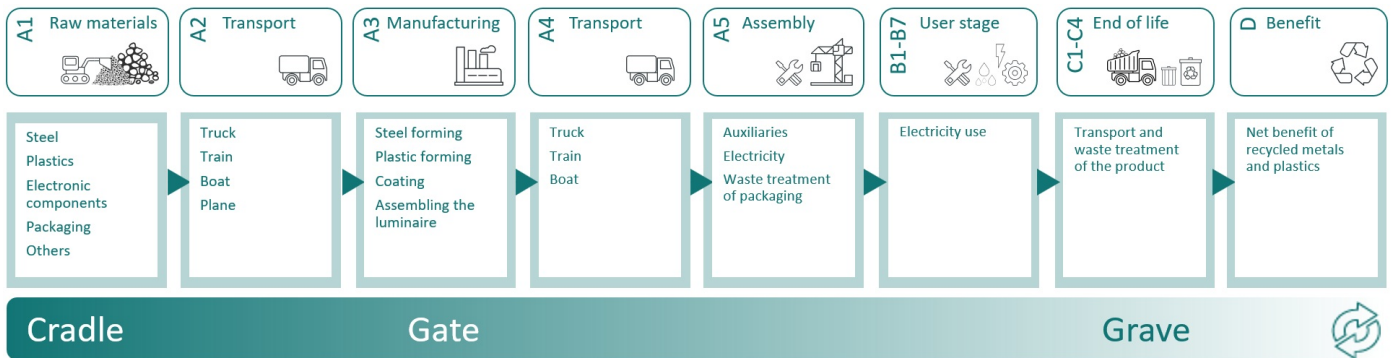 A1 Raw materials
A2 Transport
A3 Manufacturing
A4 Transport
A5 Assembly
B1-B7 User stage
C1-C4 End of life
D Benefit
Steel
Plastics
Electronic
components
Packaging
Others
Truck
Train
Boat
Plane
Steel forming
Plastic forming
Coating
Assembling the
luminaire
Truck
Train
Boat
Auxiliaries
Electricity
Waste treatment
of packaging
Electricity use
Transport and
waste treatment
of the product
Net benefit of
recycled metals
and plastics
Cradle
Gate
Grave